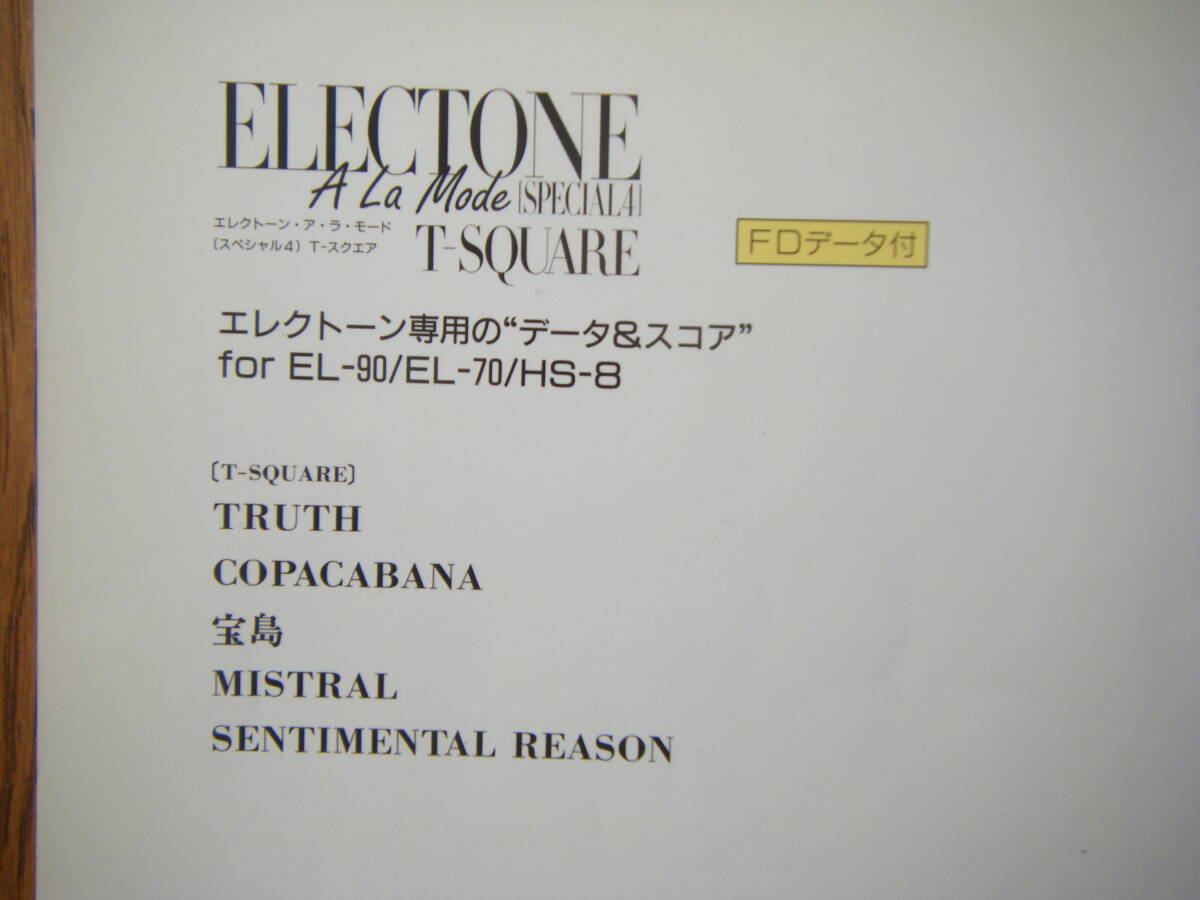 ELECTONE
A La Mode [SPECIAL4]
エレクトーン・ア・ラ・モード
〔スペシャル4〕 T-スクエア
T-SQUARE
FDデータ付
エレクトーン専用の“データ&スコア”
for EL-90/EL-70/HS-8
〔T-SQUARE〕
TRUTH
COPACABANA
宝島
MISTRAL
SENTIMENTAL REASON